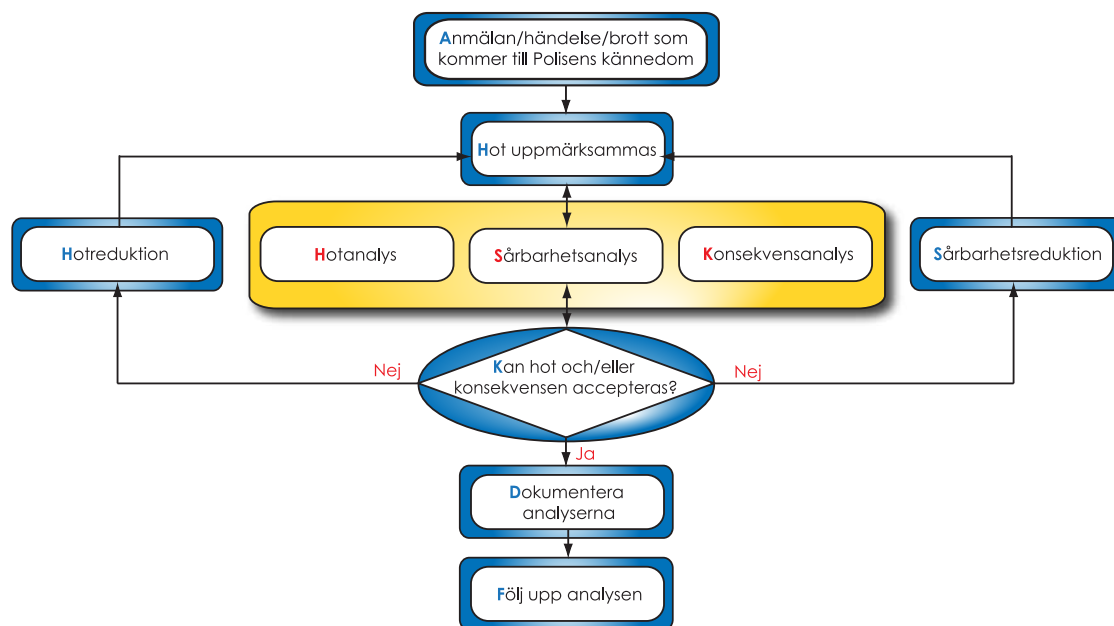 Anmälan/händelse/brott som
kommer till Polisens kännedom
Hot uppmärksammas
Hotreduktion
Hotanalys
Sårbarhetsanalys
Konsekvensanalys
Sårbarhetsreduktion
Nej
Kan hot och/eller
konsekvensen accepteras?
Nej
Ja
Dokumentera
analyserna
Följ upp analysen